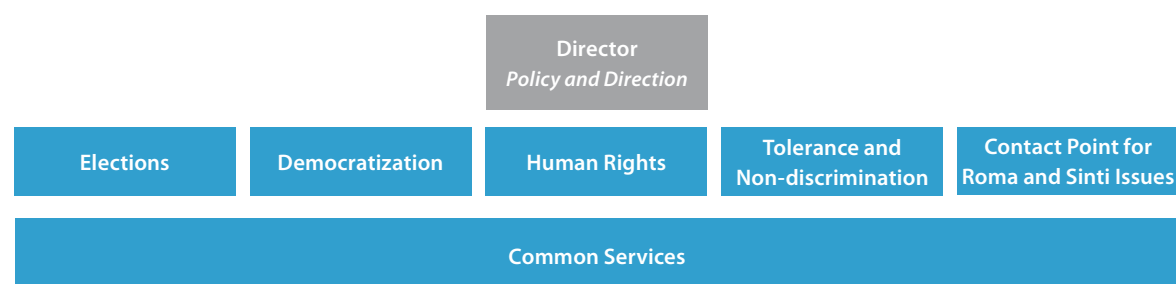 Director
Policy and Direction
Elections
Democratization
Human Rights
Tolerance and
Non-discrimination
Contact Point for
Roma and Sinti Issues
Common Services